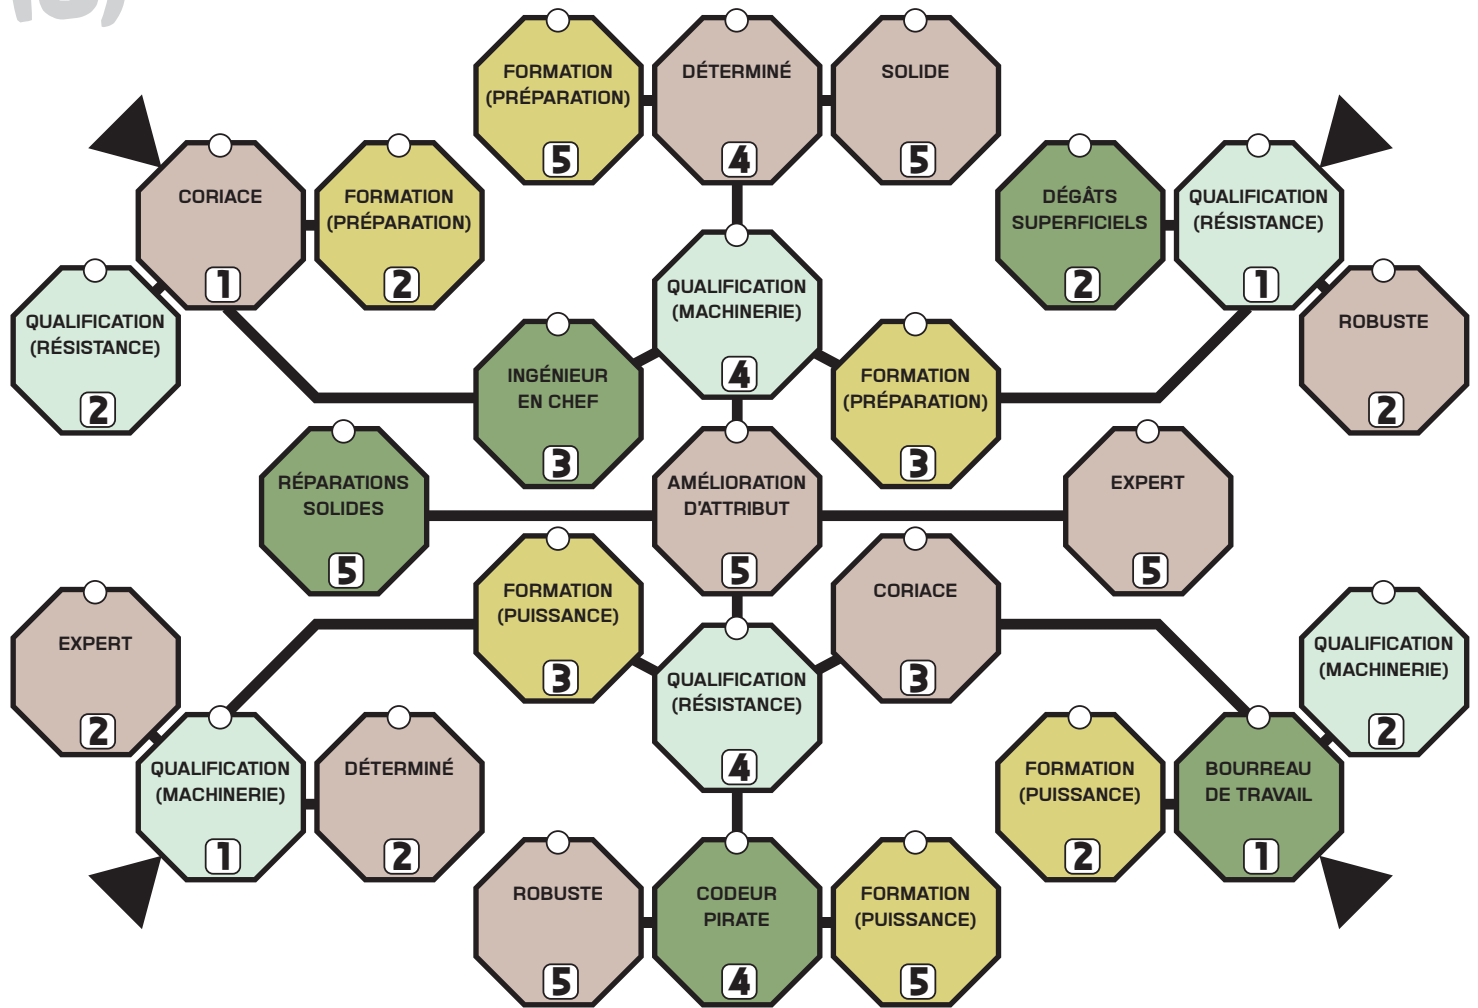 FORMATION
(PRÉPARATION)
5
DÉTERMINÉ
4
SOLIDE
5
CORIACE
1
FORMATION
(PRÉPARATION)
2
DÉGÂTS
SUPERFICIELS
2
QUALIFICATION
(RÉSISTANCE)
1
QUALIFICATION
(RÉSISTANCE)
2
QUALIFICATION
(MACHINERIE)
4
ROBUSTE
2
INGÉNIEUR
EN CHEF
3
FORMATION
(PRÉPARATION)
3
RÉPARATIONS
SOLIDES
5
AMÉLIORATION
D'ATTRIBUT
5
EXPERT
5
FORMATION
(PUISSANCE)
3
CORIACE
3
EXPERT
2
QUALIFICATION
(RÉSISTANCE)
4
QUALIFICATION
(MACHINERIE)
2
QUALIFICATION
(MACHINERIE)
1
DÉTERMINÉ
2
FORMATION
(PUISSANCE)
2
BOURREAU
DE TRAVAIL
1
ROBUSTE
5
CODEUR
PIRATE
4
FORMATION
(PUISSANCE)
5